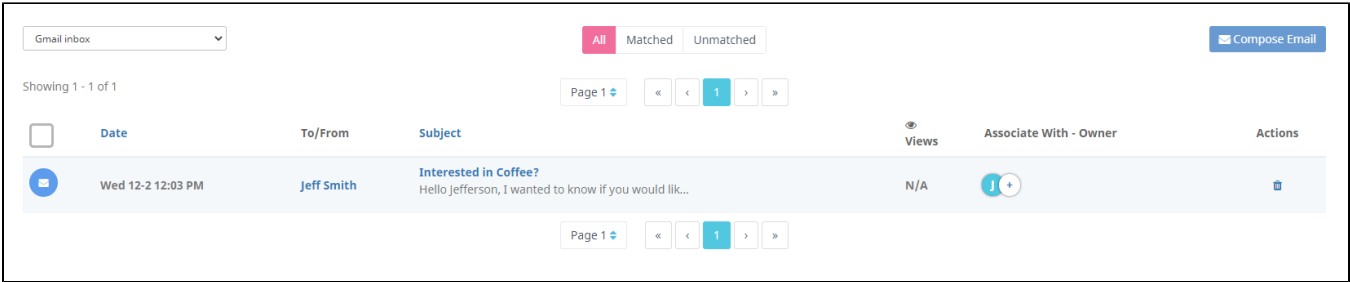 Gmail inbox
All Matched Unmatched
Compose Email
Showing 1 - 1 of 1
Page 1 « ‹ 1 › »
Date To/From Subject Views Associate With - Owner Actions
Wed 12-2 12:03 PM Jeff Smith Interested in Coffee? N/A J +
Hello Jefferson, I wanted to know if you would lik...
Page 1 « ‹ 1 › »